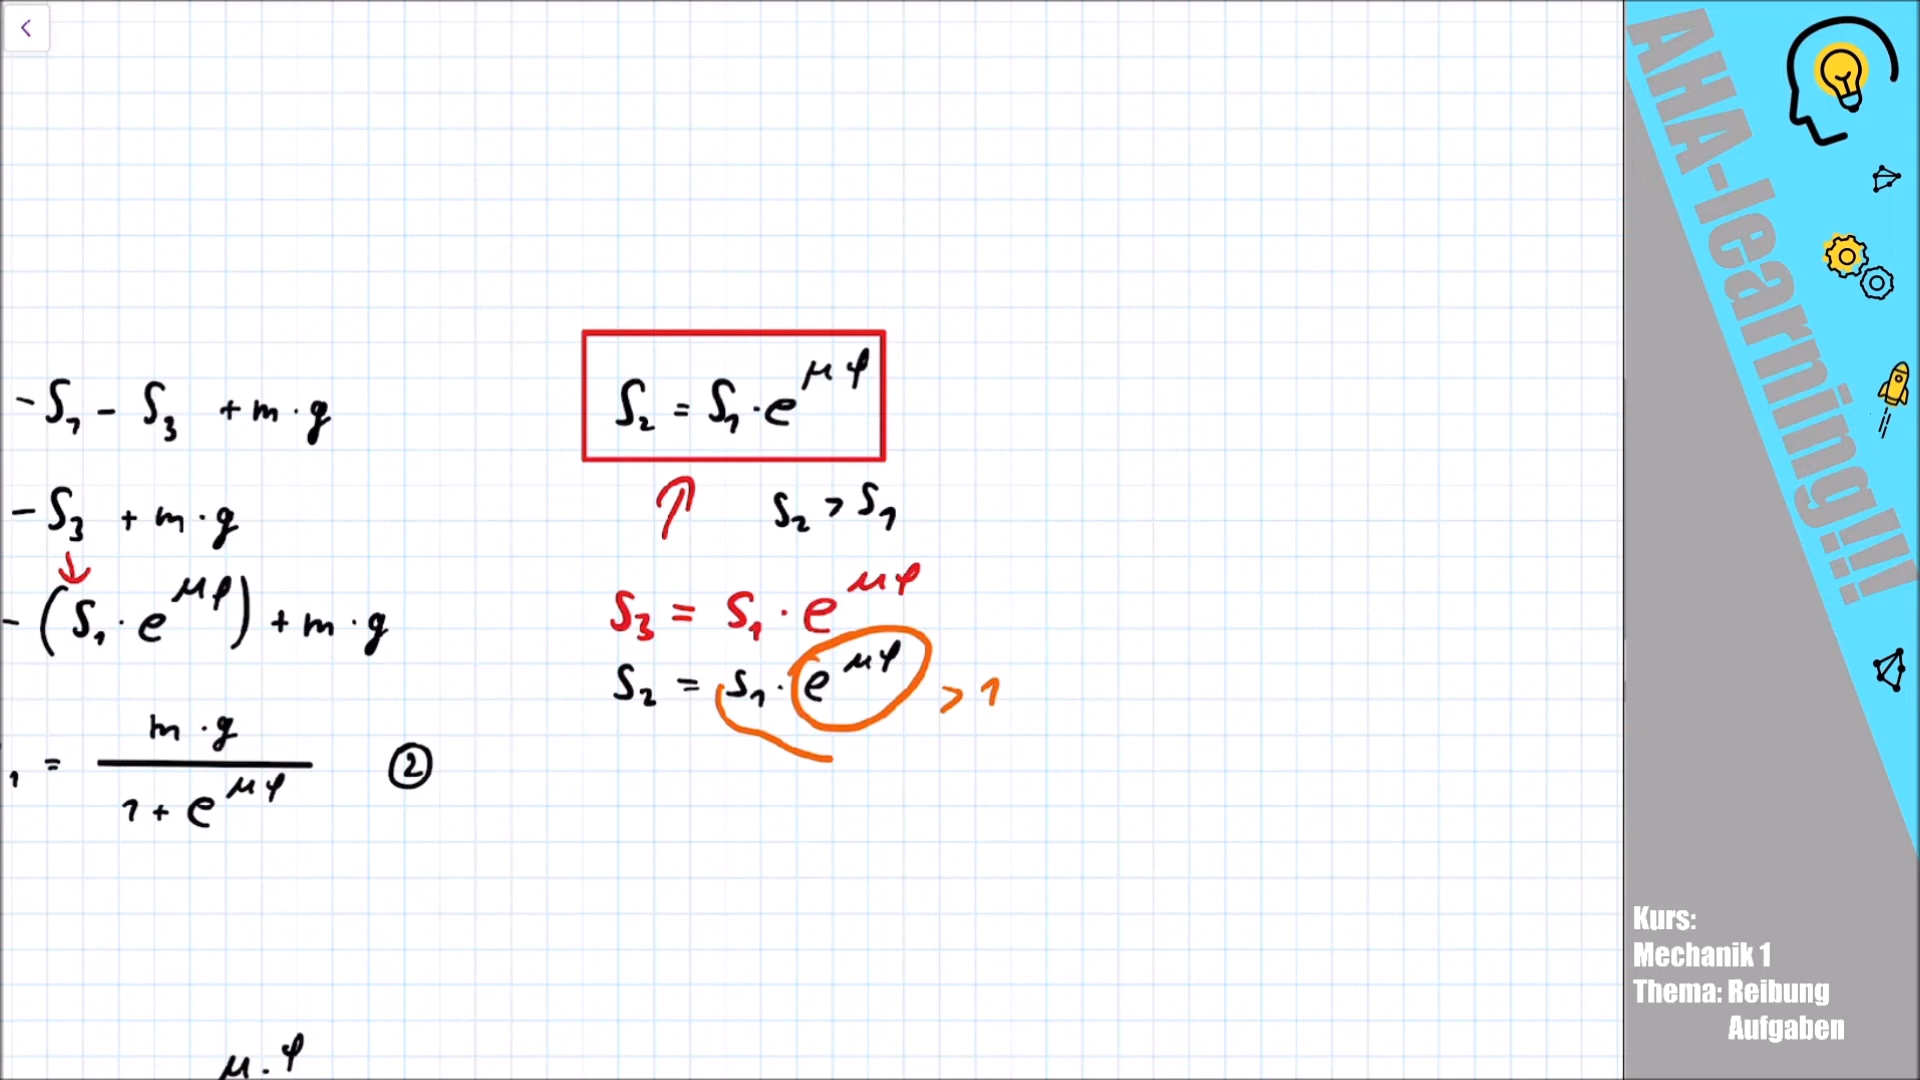 -S₁ - S₃ + m · g
-S₃ + m · g
-(S₁ · e^μφ) + m · g
₁ = m · g / 1 + e^μφ ②
μ · φ
S₂ = S₁ · e^μφ
S₂ > S₁
S₃ = S₁ · e^μφ
S₂ = S₁ · e^μφ > 1
AHA-learning!!!
Kurs:
Mechanik 1
Thema: Reibung
Aufgaben